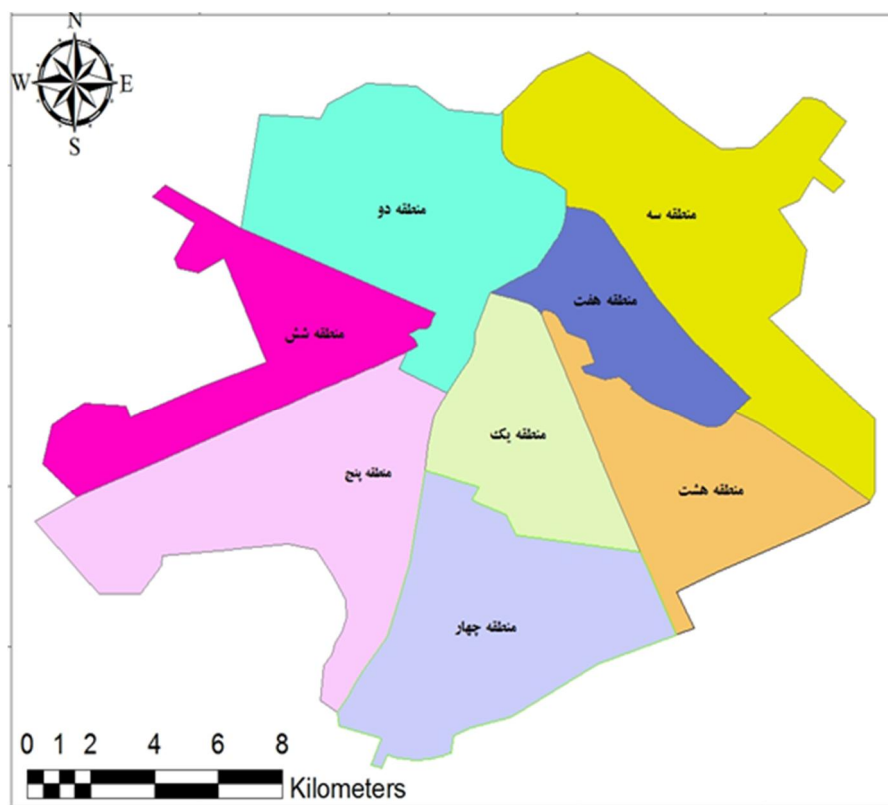 N
W E
S
منطقه دو
منطقه سه
منطقه هفت
منطقه شش
منطقه یک
منطقه پنج
منطقه هشت
منطقه چهار
0 1 2 4 6 8
Kilometers